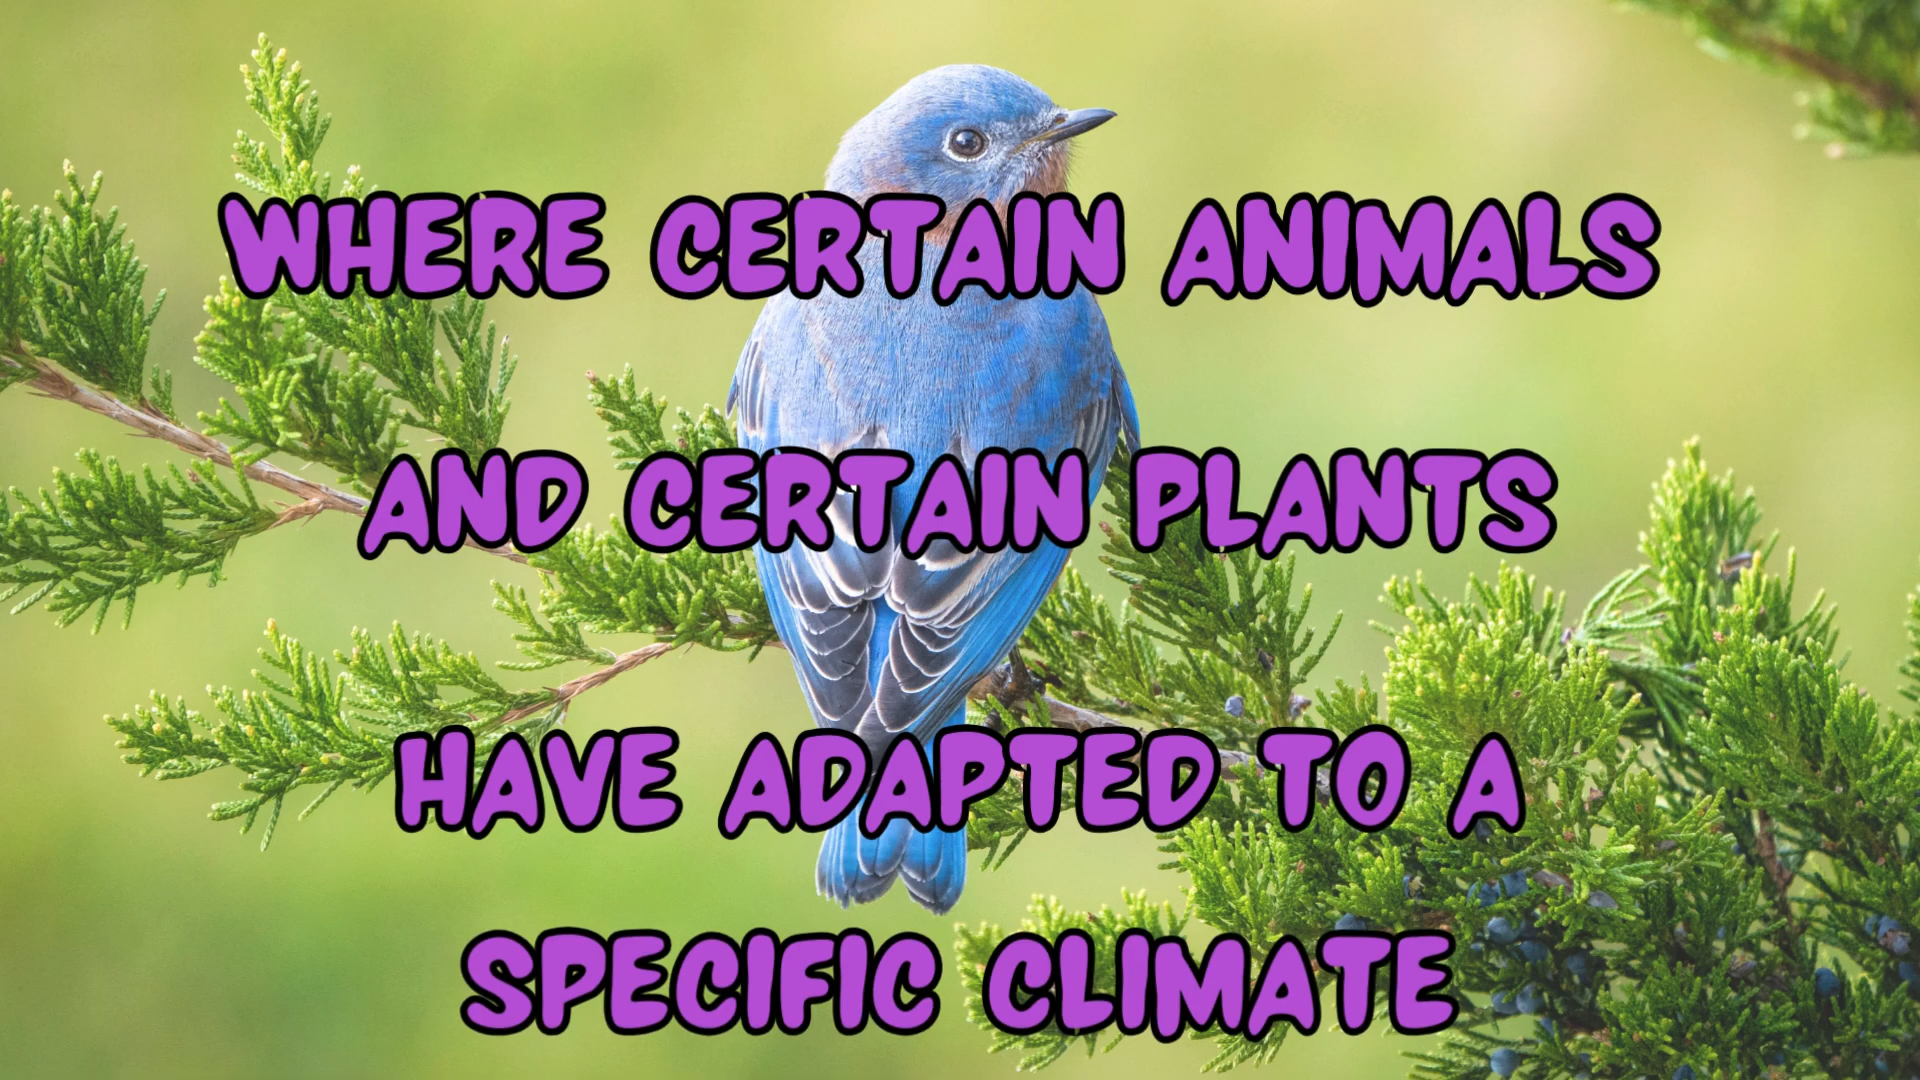 WHERE CERTAIN ANIMALS
AND CERTAIN PLANTS
HAVE ADAPTED TO A
SPECIFIC CLIMATE